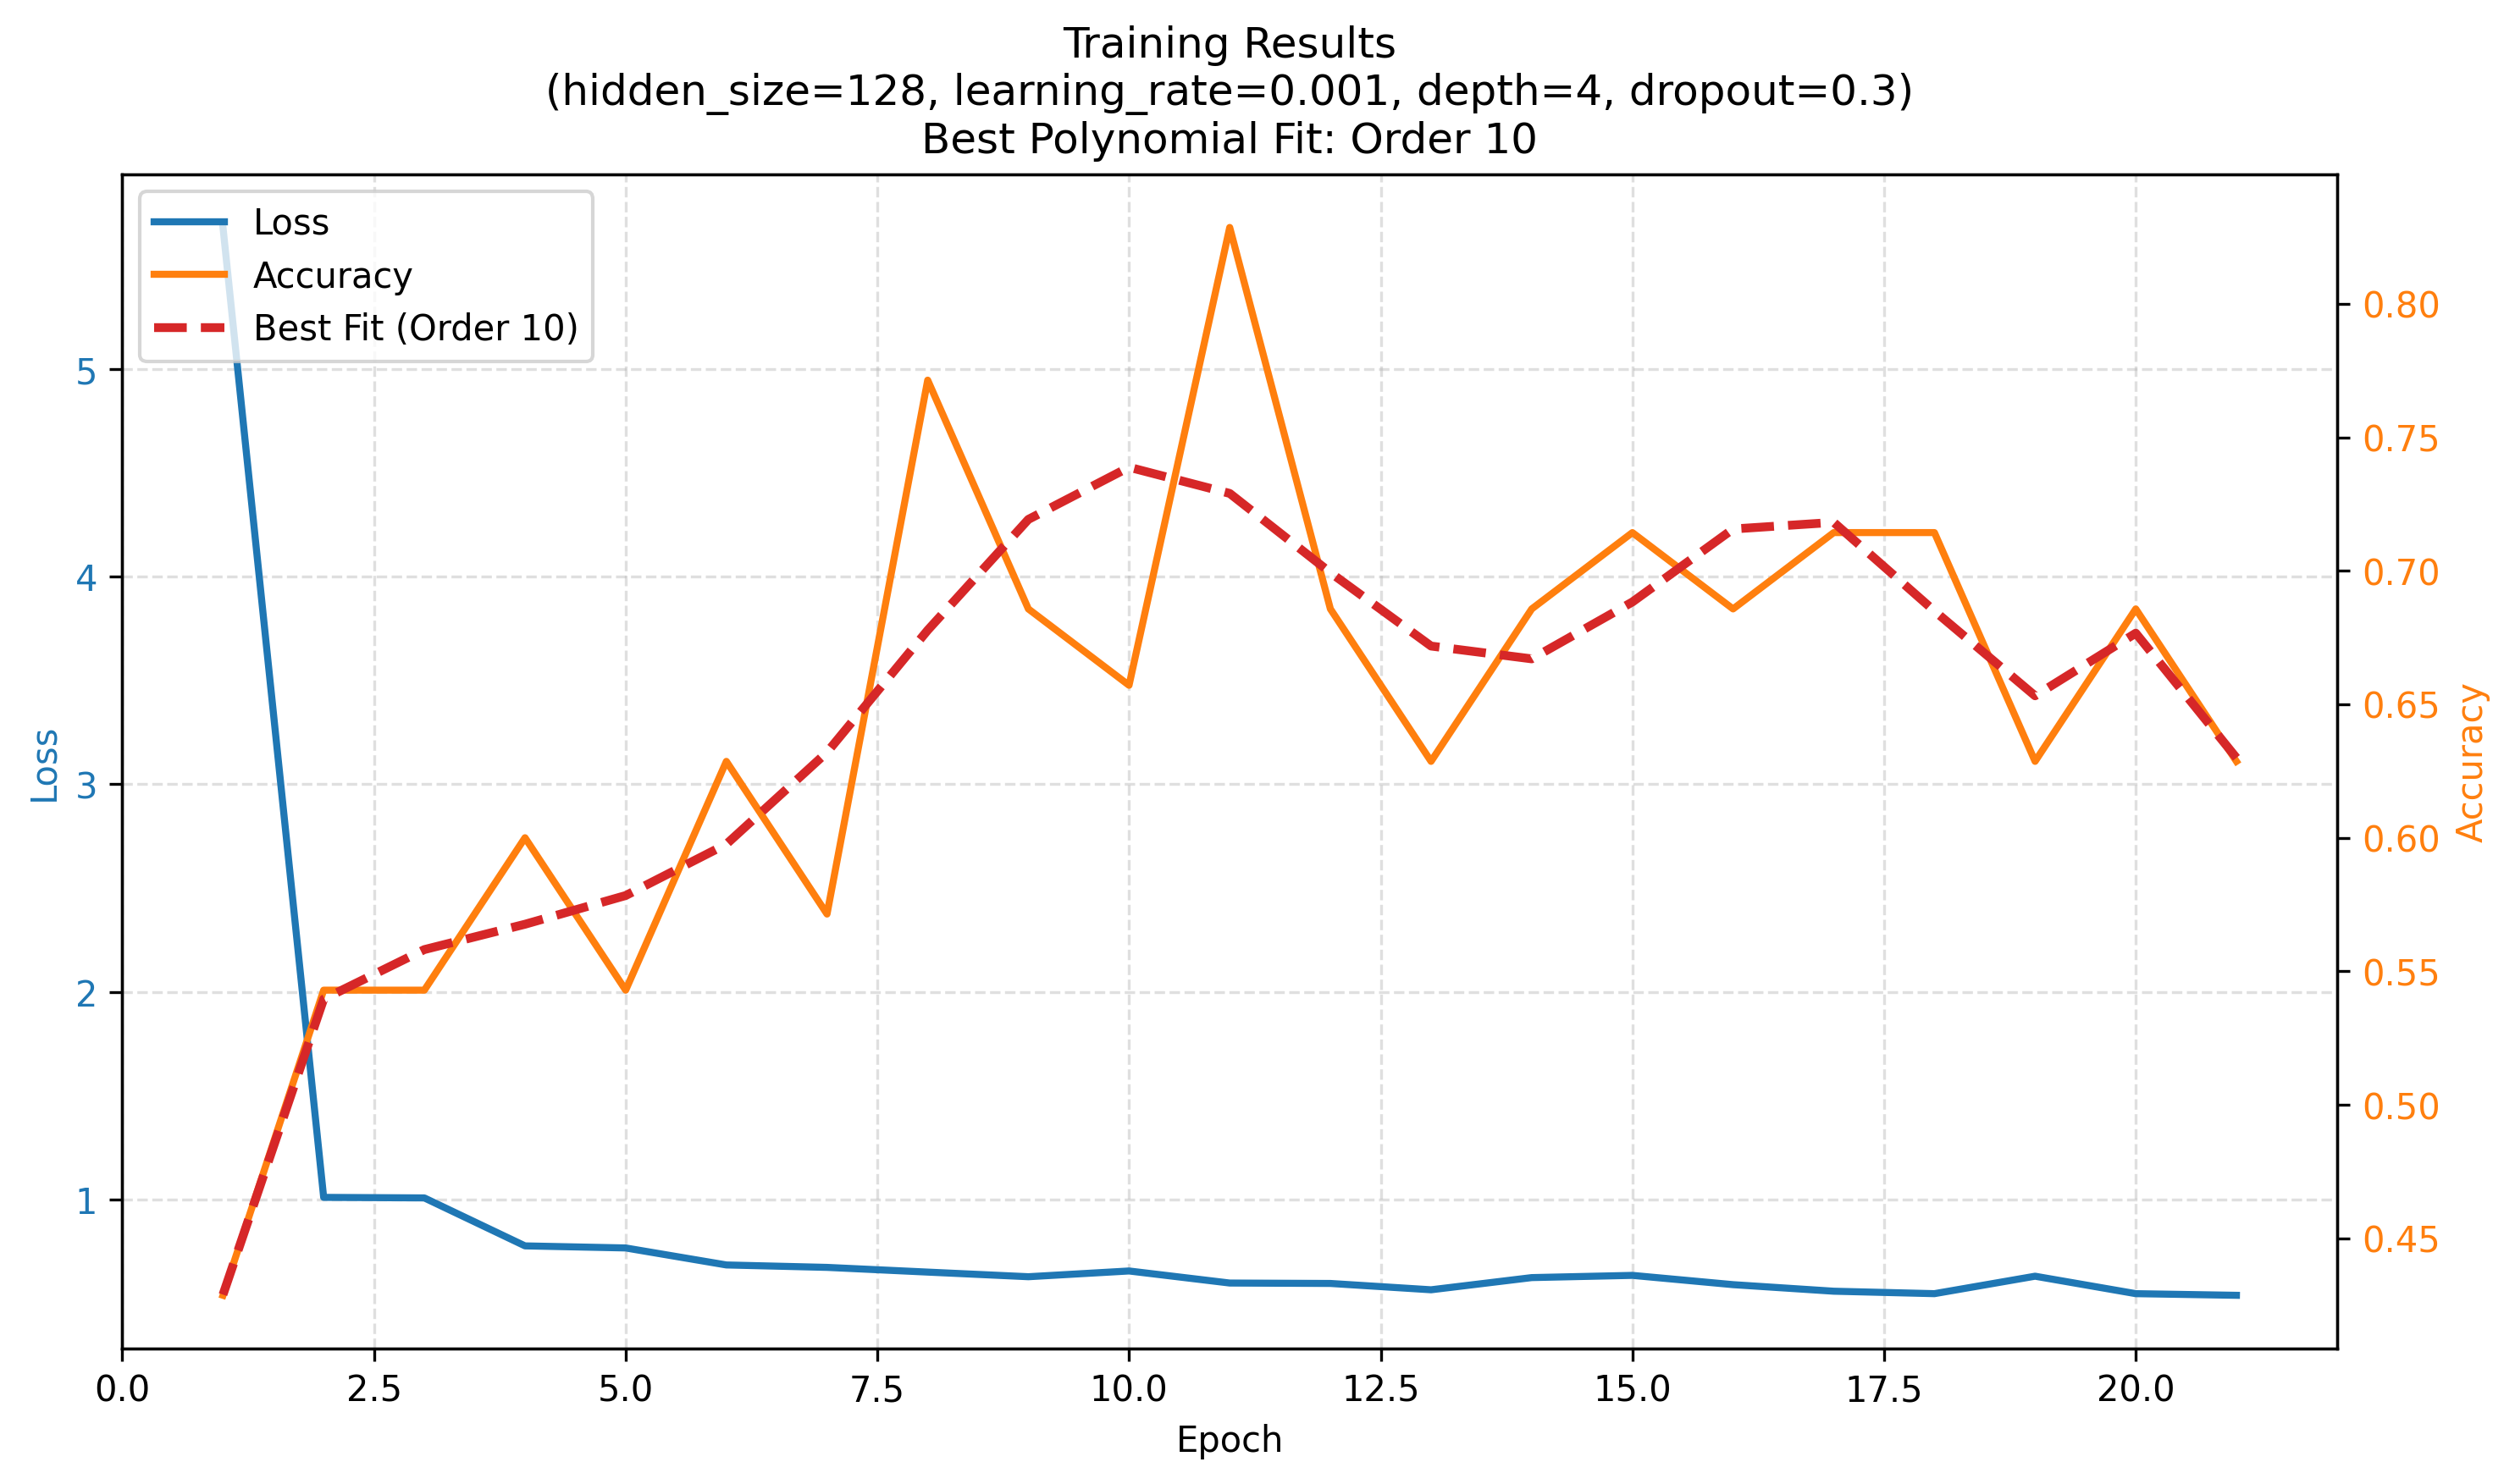 Training Results
(hidden_size=128, learning_rate=0.001, depth=4, dropout=0.3)
Best Polynomial Fit: Order 10
Loss
Accuracy
Best Fit (Order 10)
5
4
3
2
1
Loss
0.80
0.75
0.70
0.65
0.60
0.55
0.50
0.45
Accuracy
0.0 2.5 5.0 7.5 10.0 12.5 15.0 17.5 20.0
Epoch